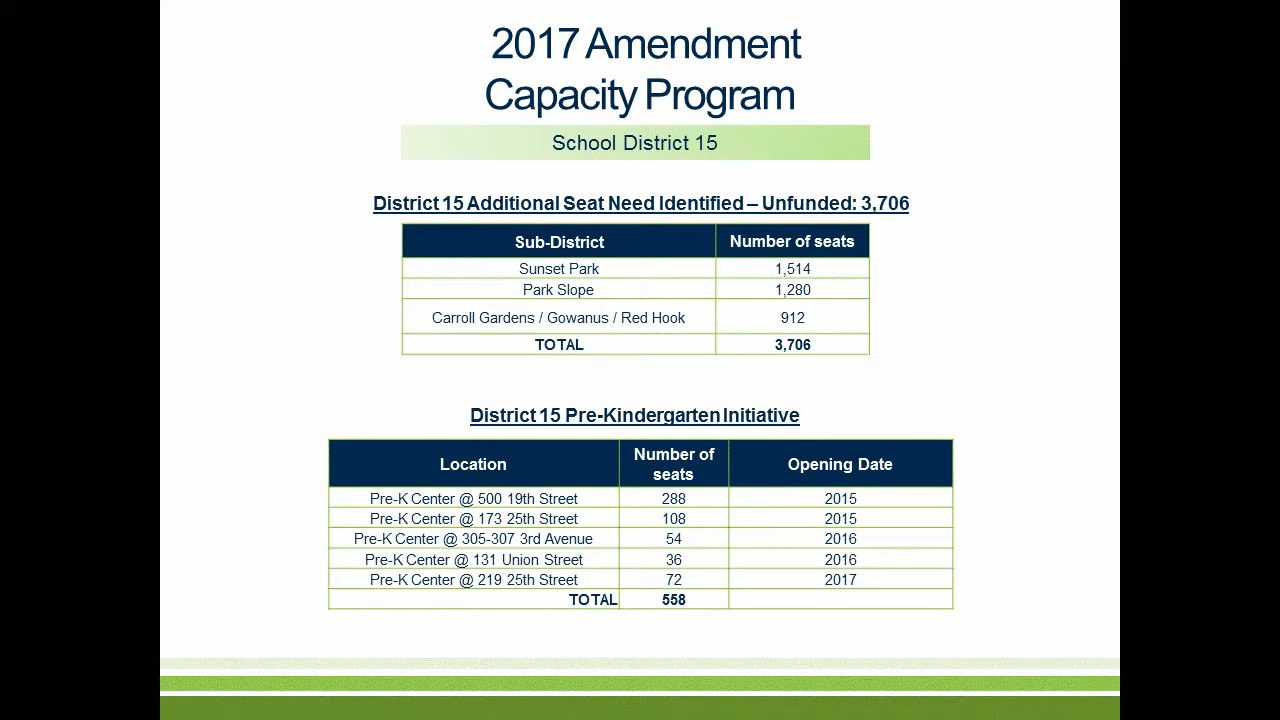 2017 Amendment
Capacity Program
School District 15
District 15 Additional Seat Need Identified – Unfunded: 3,706
Sub-District Number of seats
Sunset Park 1,514
Park Slope 1,280
Carroll Gardens / Gowanus / Red Hook 912
TOTAL 3,706
District 15 Pre-Kindergarten Initiative
Location Number of seats Opening Date
Pre-K Center @ 500 19th Street 288 2015
Pre-K Center @ 173 25th Street 108 2015
Pre-K Center @ 305-307 3rd Avenue 54 2016
Pre-K Center @ 131 Union Street 36 2016
Pre-K Center @ 219 25th Street 72 2017
TOTAL 558